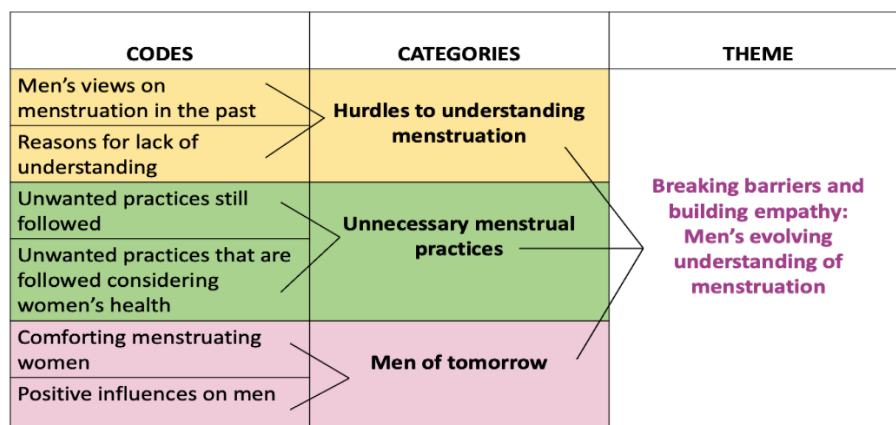 CODES
CATEGORIES
THEME
Men's views on
menstruation in the past
Reasons for lack of
understanding
Hurdles to understanding
menstruation
Unwanted practices still
followed
Unwanted practices that are
followed considering
women's health
Unnecessary menstrual
practices
Comforting menstruating
women
Positive influences on men
Men of tomorrow
Breaking barriers and
building empathy:
Men's evolving
understanding of
menstruation